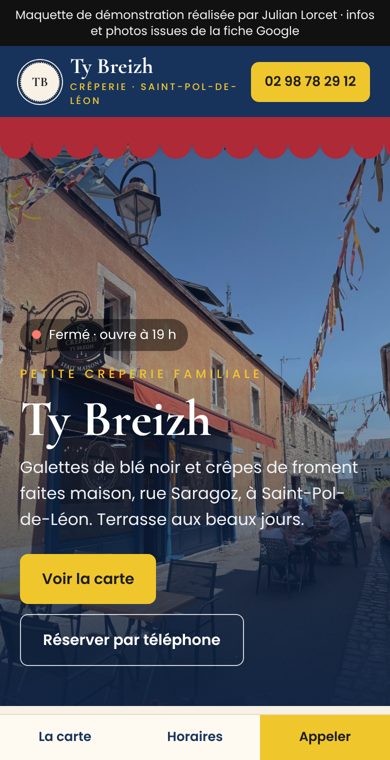 Maquette de démonstration réalisée par Julian Lorcet · infos
et photos issues de la fiche Google
TB
Ty Breizh
CRÊPERIE · SAINT-POL-DE-
LÉON
02 98 78 29 12
Fermé · ouvre à 19 h
PETITE CRÊPERIE FAMILIALE
Ty Breizh
Galettes de blé noir et crêpes de froment
faites maison, rue Saragoz, à Saint-Pol-
de-Léon. Terrasse aux beaux jours.
Voir la carte
Réserver par téléphone
La carte
Horaires
Appeler